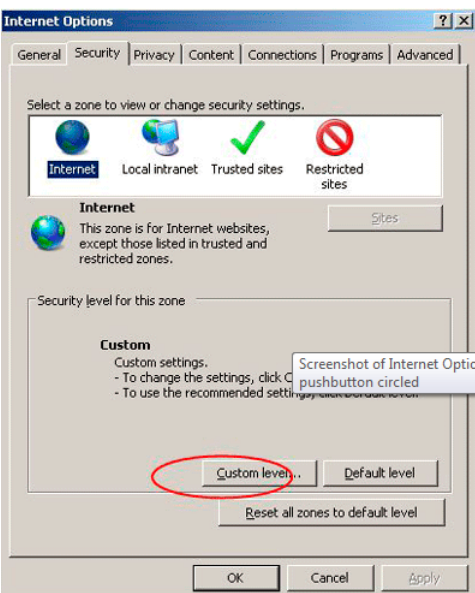 Internet Options
General Security Privacy Content Connections Programs Advanced
Select a zone to view or change security settings.
Internet Local intranet Trusted sites Restricted
sites
Internet
This zone is for Internet websites,
except those listed in trusted and
restricted zones.
Sites
Security level for this zone
Custom
Custom settings.
- To change the settings, click C
- To use the recommended settings, click Default level.
Screenshot of Internet Optio
pushbutton circled
Custom level... Default level
Reset all zones to default level
OK Cancel Apply